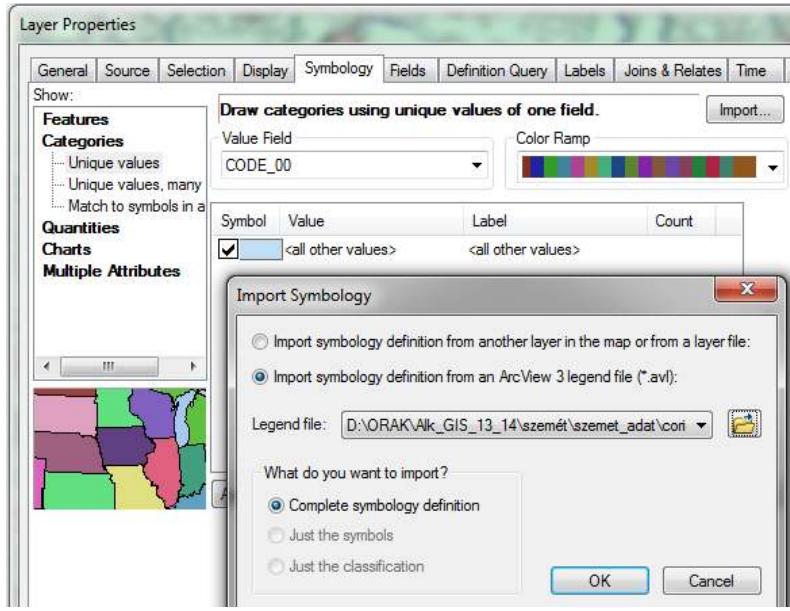 Layer Properties
General Source Selection Display Symbology Fields Definition Query Labels Joins & Relates Time
Show:
Features
Categories
Unique values
Unique values, many
Match to symbols in a
Quantities
Charts
Multiple Attributes
Draw categories using unique values of one field.
Import...
Value Field
CODE_00
Color Ramp
Symbol Value Label Count
<all other values> <all other values>
Import Symbology
Import symbology definition from another layer in the map or from a layer file:
Import symbology definition from an ArcView 3 legend file (*.avl):
Legend file: D:\ORAK\Alk_GIS_13_14\szemét\szemet_adat\cori
What do you want to import?
Complete symbology definition
Just the symbols
Just the classification
OK Cancel